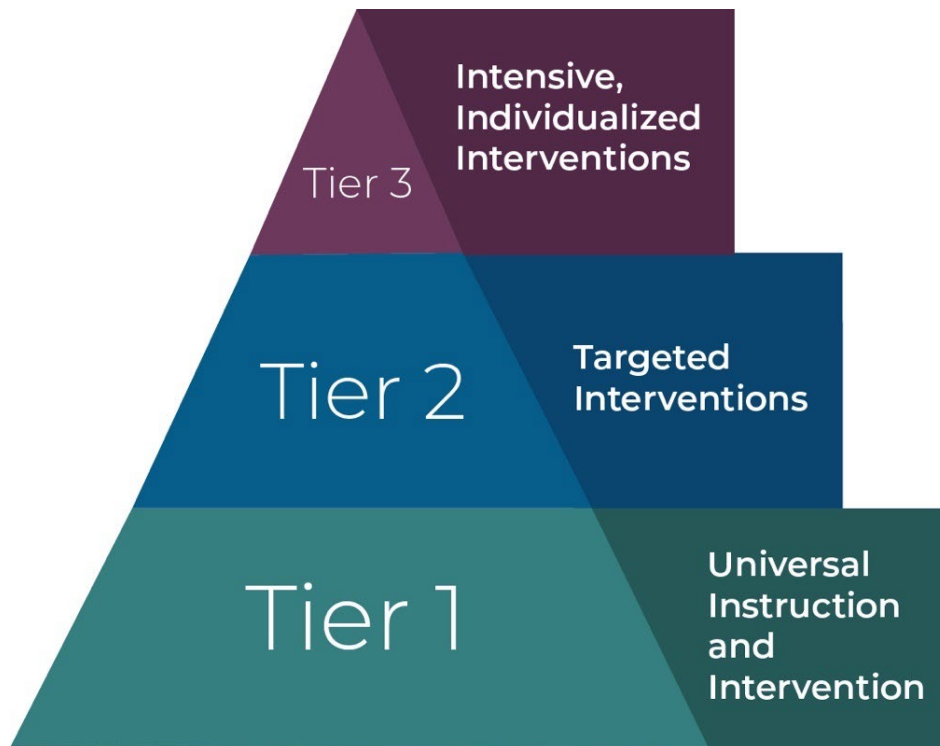 Intensive,
Individualized
Interventions
Tier 3
Targeted
Interventions
Tier 2
Universal
Instruction
and
Intervention
Tier 1